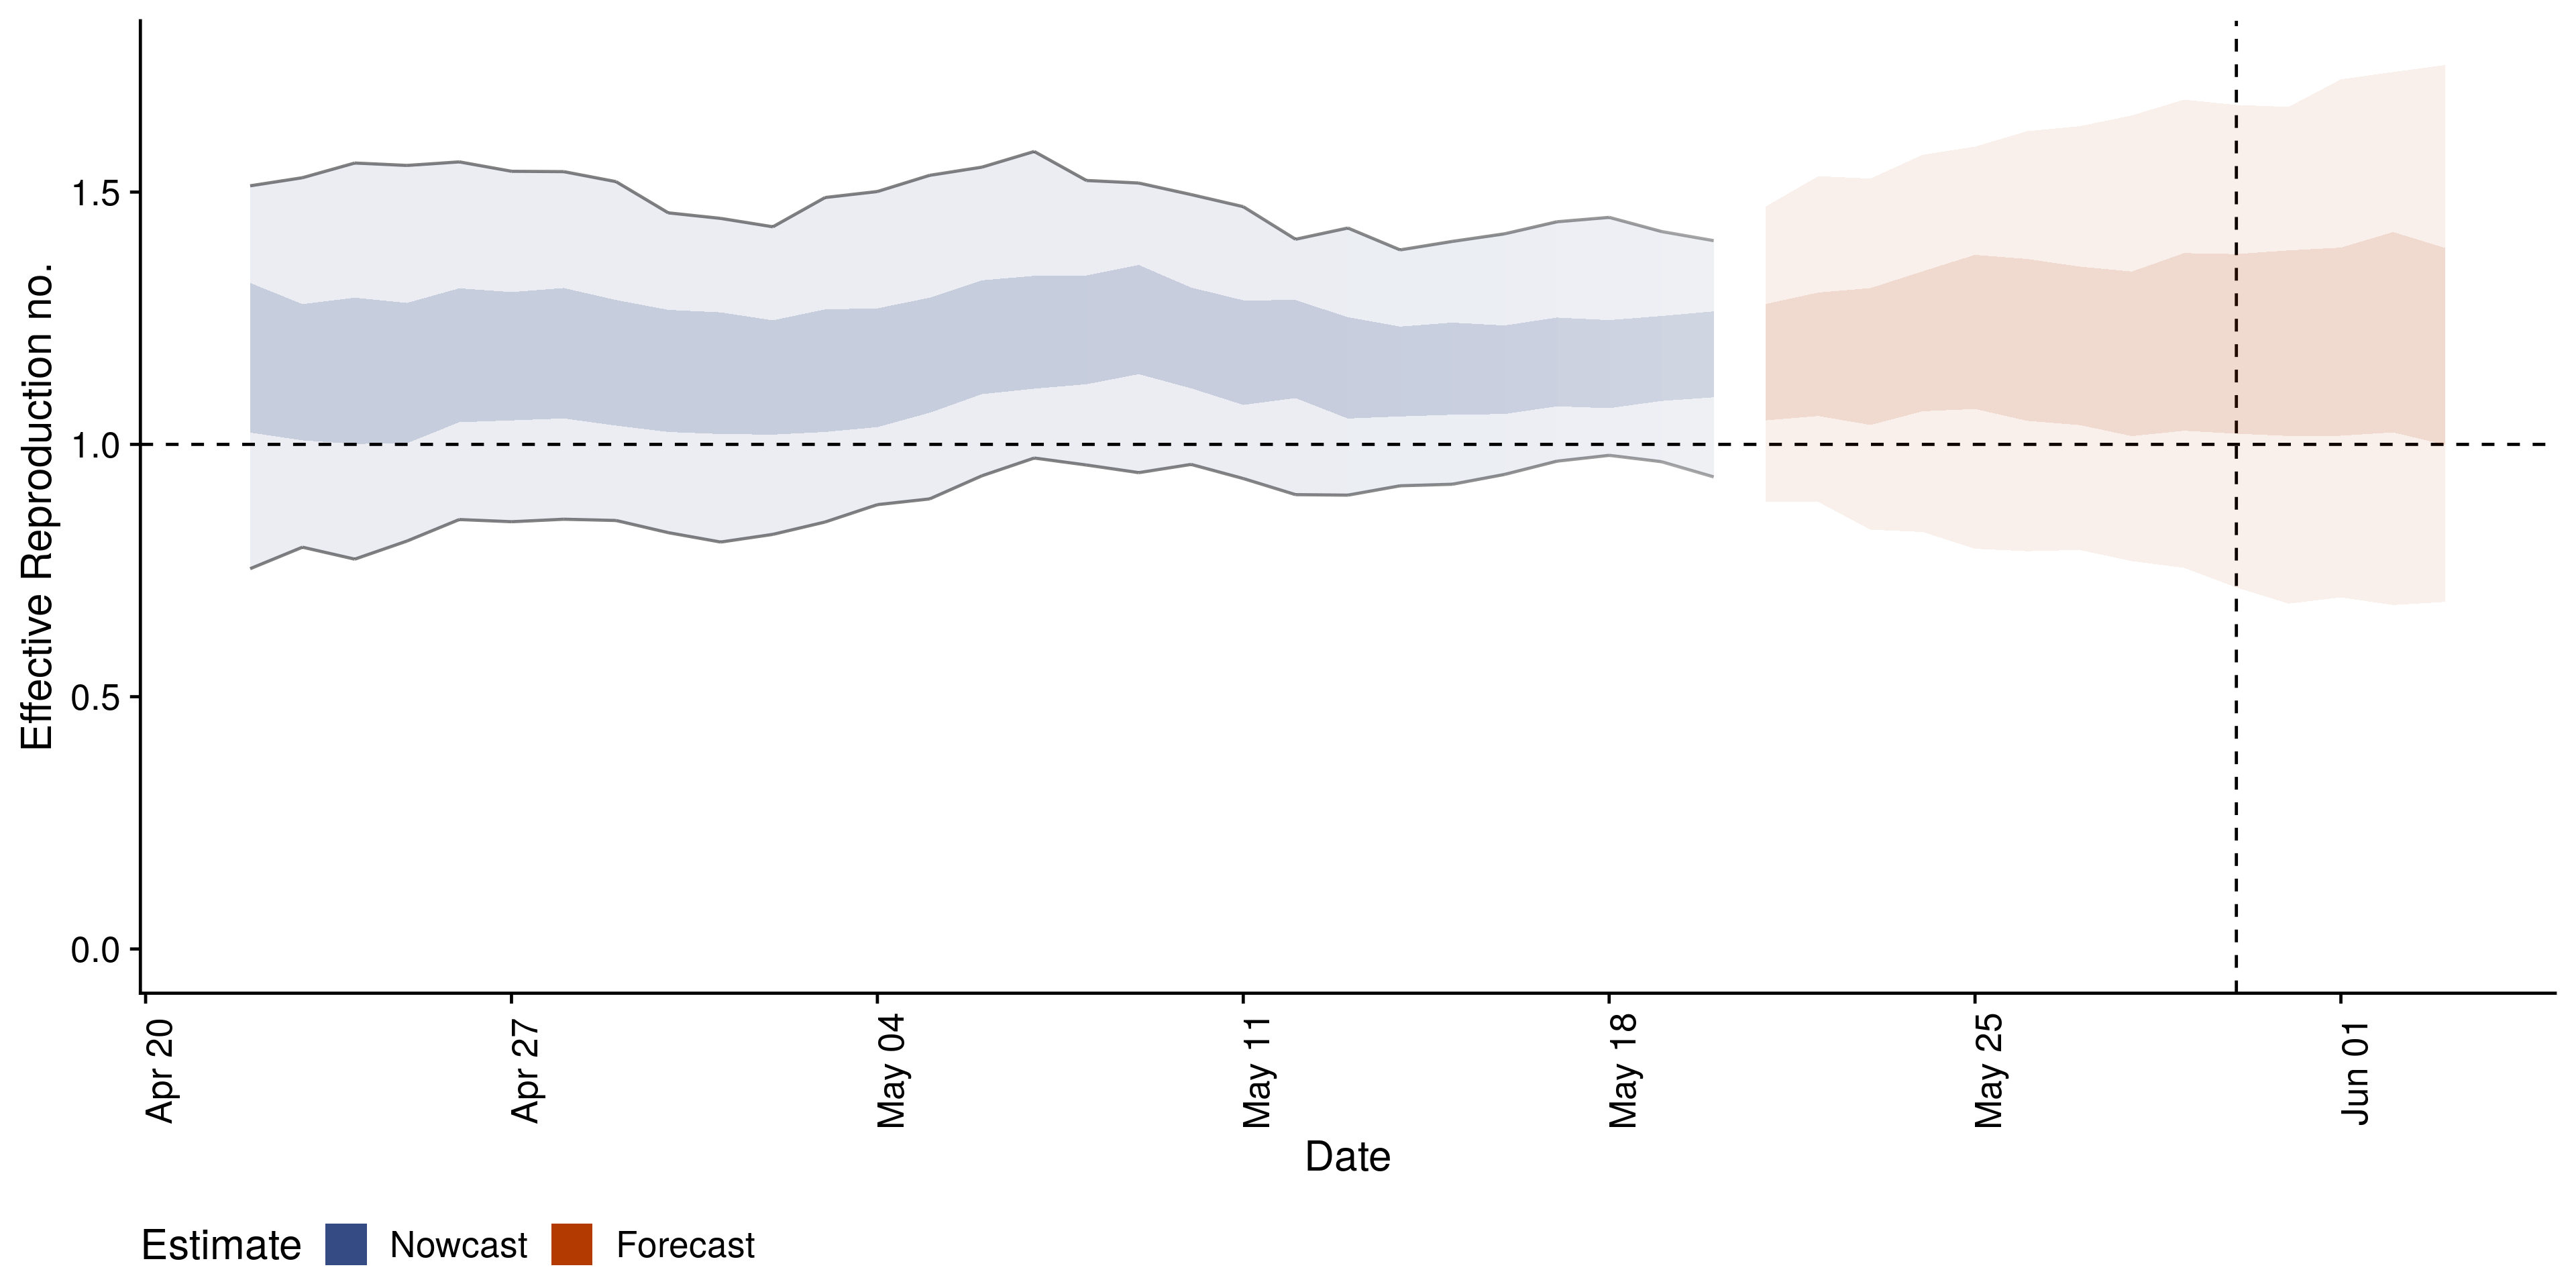 Effective Reproduction no.
1.5
1.0
0.5
0.0
Apr 20
Apr 27
May 04
May 11
May 18
May 25
Jun 01
Date
Estimate Nowcast Forecast